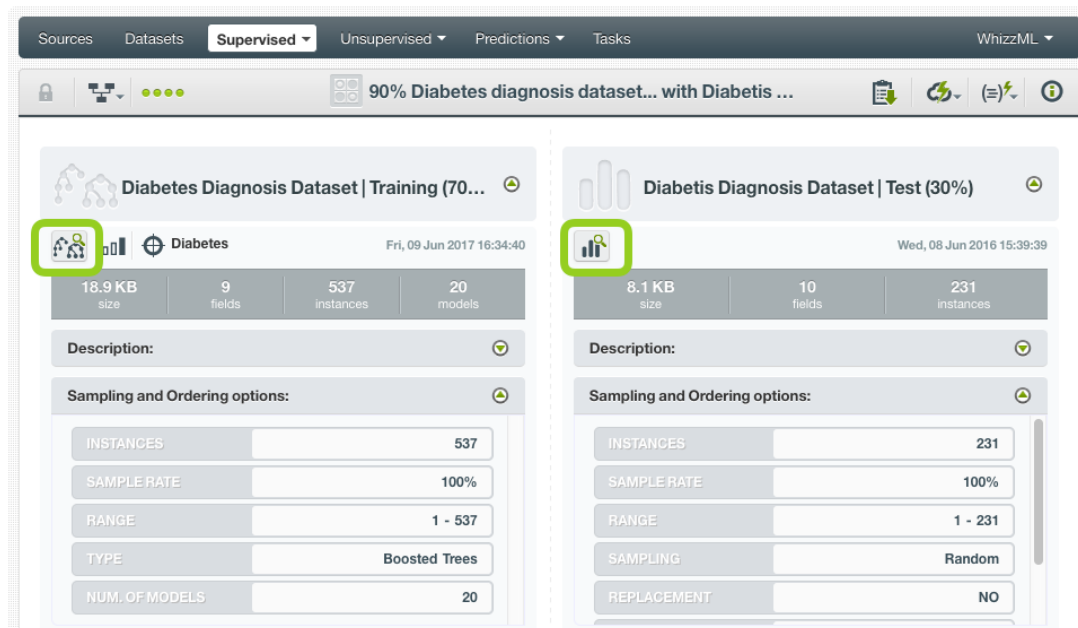 Sources Datasets Supervised Unsupervised Predictions Tasks WhizzML
90% Diabetes diagnosis dataset... with Diabetis ...
Diabetes Diagnosis Dataset | Training (70...
Diabetes Fri, 09 Jun 2017 16:34:40
18.9 KB 9 537 20
size fields instances models
Description:
Sampling and Ordering options:
INSTANCES 537
SAMPLE RATE 100%
RANGE 1 - 537
TYPE Boosted Trees
NUM. OF MODELS 20
Diabetis Diagnosis Dataset | Test (30%)
Wed, 08 Jun 2016 15:39:39
8.1 KB 10 231
size fields instances
Description:
Sampling and Ordering options:
INSTANCES 231
SAMPLE RATE 100%
RANGE 1 - 231
SAMPLING Random
REPLACEMENT NO